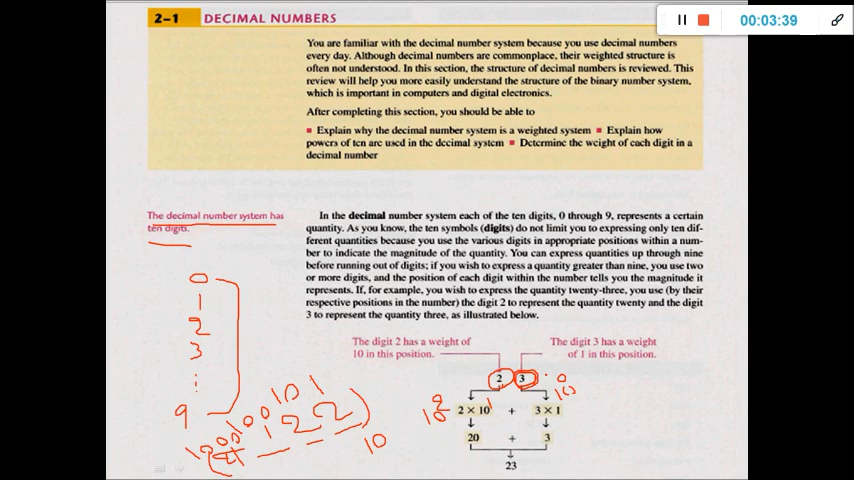 2–1 DECIMAL NUMBERS
00:03:39
You are familiar with the decimal number system because you use decimal numbers
every day. Although decimal numbers are commonplace, their weighted structure is
often not understood. In this section, the structure of decimal numbers is reviewed. This
review will help you more easily understand the structure of the binary number system,
which is important in computers and digital electronics.
After completing this section, you should be able to
▪ Explain why the decimal number system is a weighted system ▪ Explain how
powers of ten are used in the decimal system ▪ Determine the weight of each digit in a
decimal number
The decimal number system has
ten digits.
In the decimal number system each of the ten digits, 0 through 9, represents a certain
quantity. As you know, the ten symbols (digits) do not limit you to expressing only ten dif-
ferent quantities because you use the various digits in appropriate positions within a num-
ber to indicate the magnitude of the quantity. You can express quantities up through nine
before running out of digits; if you wish to express a quantity greater than nine, you use two
or more digits, and the position of each digit within the number tells you the magnitude it
represents. If, for example, you wish to express the quantity twenty-three, you use (by their
respective positions in the number) the digit 2 to represent the quantity twenty and the digit
3 to represent the quantity three, as illustrated below.
0
1
2
3
⋮
9
The digit 2 has a weight of
10 in this position.
The digit 3 has a weight
of 1 in this position.
2 3
2 × 10 + 3 × 1
20 + 3
23
10 1
100
1000
1 2 2
10